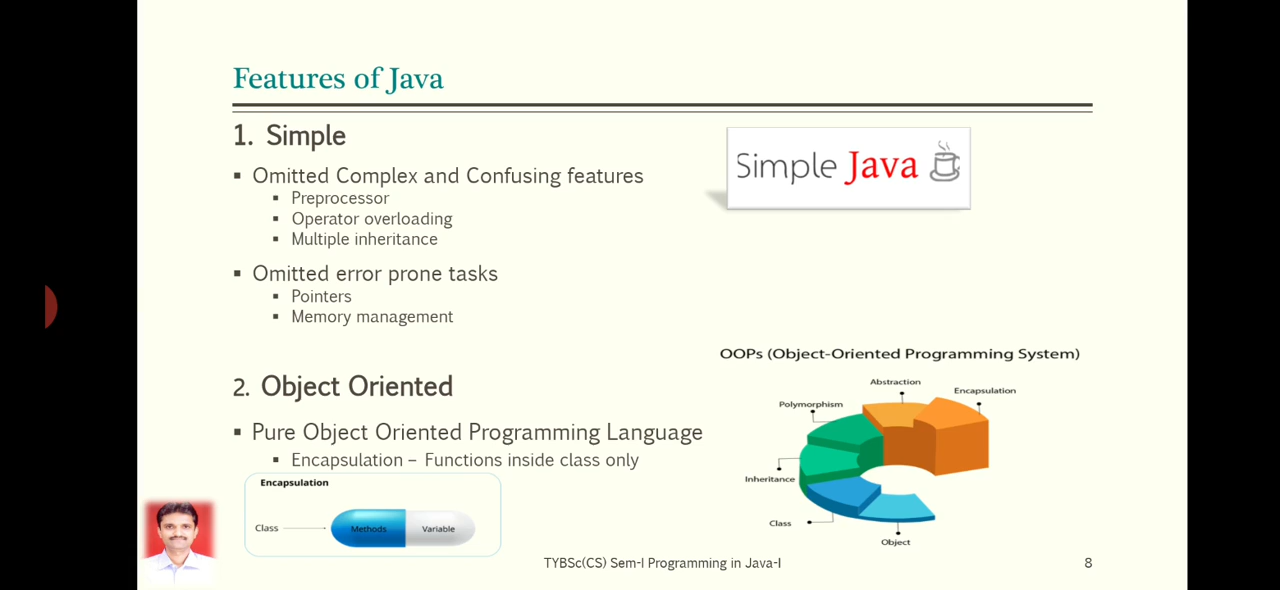 Features of Java
1. Simple
▪ Omitted Complex and Confusing features
▪ Preprocessor
▪ Operator overloading
▪ Multiple inheritance
▪ Omitted error prone tasks
▪ Pointers
▪ Memory management
Simple Java
2. Object Oriented
▪ Pure Object Oriented Programming Language
▪ Encapsulation – Functions inside class only
Encapsulation
Class
Methods
Variable
OOPs (Object-Oriented Programming System)
Abstraction
Encapsulation
Polymorphism
Inheritance
Class
Object
TYBSc(CS) Sem-I Programming in Java-I
8